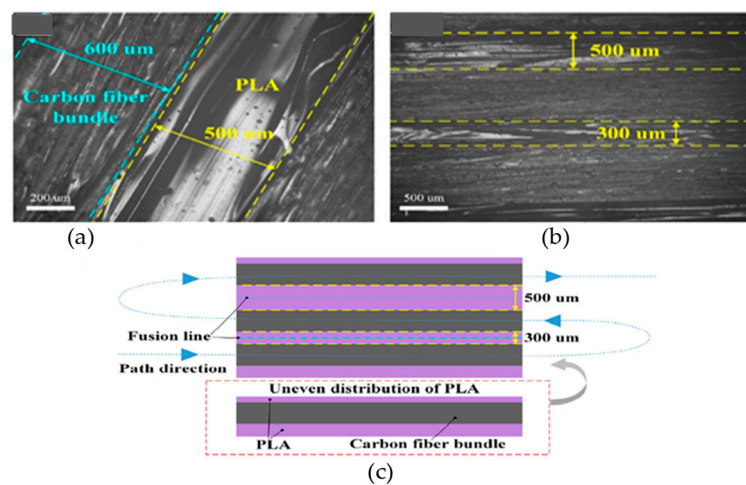 600 um
Carbon fiber
bundle
PLA
500 um
200um
(a)
500 um
300 um
500 um
(b)
500 um
Fusion line
300 um
Path direction
Uneven distribution of PLA
PLA
Carbon fiber bundle
(c)